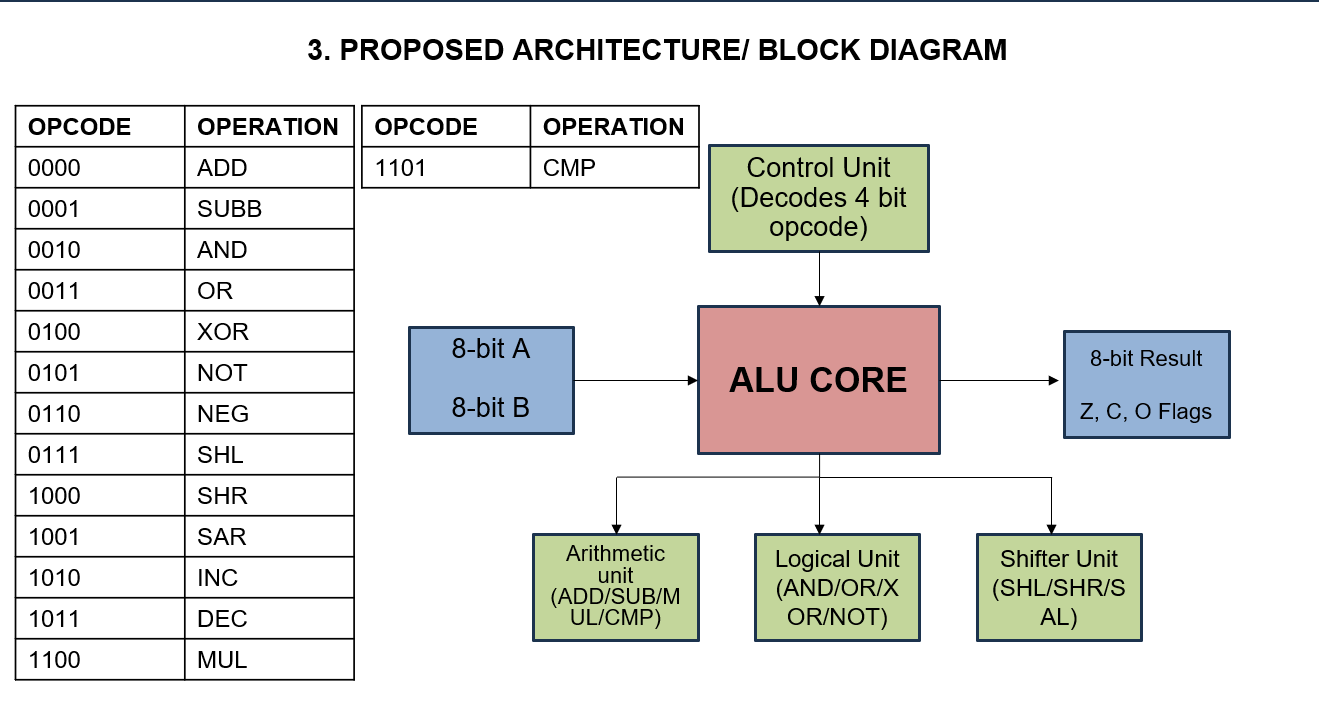 3. PROPOSED ARCHITECTURE/ BLOCK DIAGRAM
OPCODE OPERATION
0000 ADD
0001 SUBB
0010 AND
0011 OR
0100 XOR
0101 NOT
0110 NEG
0111 SHL
1000 SHR
1001 SAR
1010 INC
1011 DEC
1100 MUL
OPCODE OPERATION
1101 CMP
Control Unit
(Decodes 4 bit
opcode)
8-bit A
8-bit B
ALU CORE
8-bit Result
Z, C, O Flags
Arithmetic
unit
(ADD/SUB/M
UL/CMP)
Logical Unit
(AND/OR/X
OR/NOT)
Shifter Unit
(SHL/SHR/S
AL)